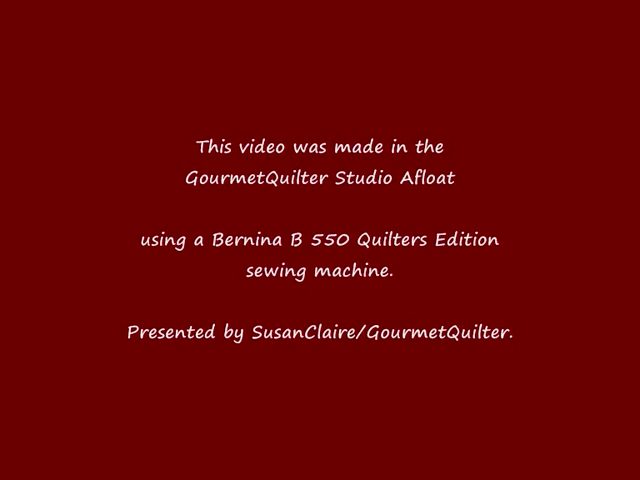 This video was made in the
GourmetQuilter Studio Afloat
using a Bernina B 550 Quilters Edition
sewing machine.
Presented by SusanClaire/GourmetQuilter.